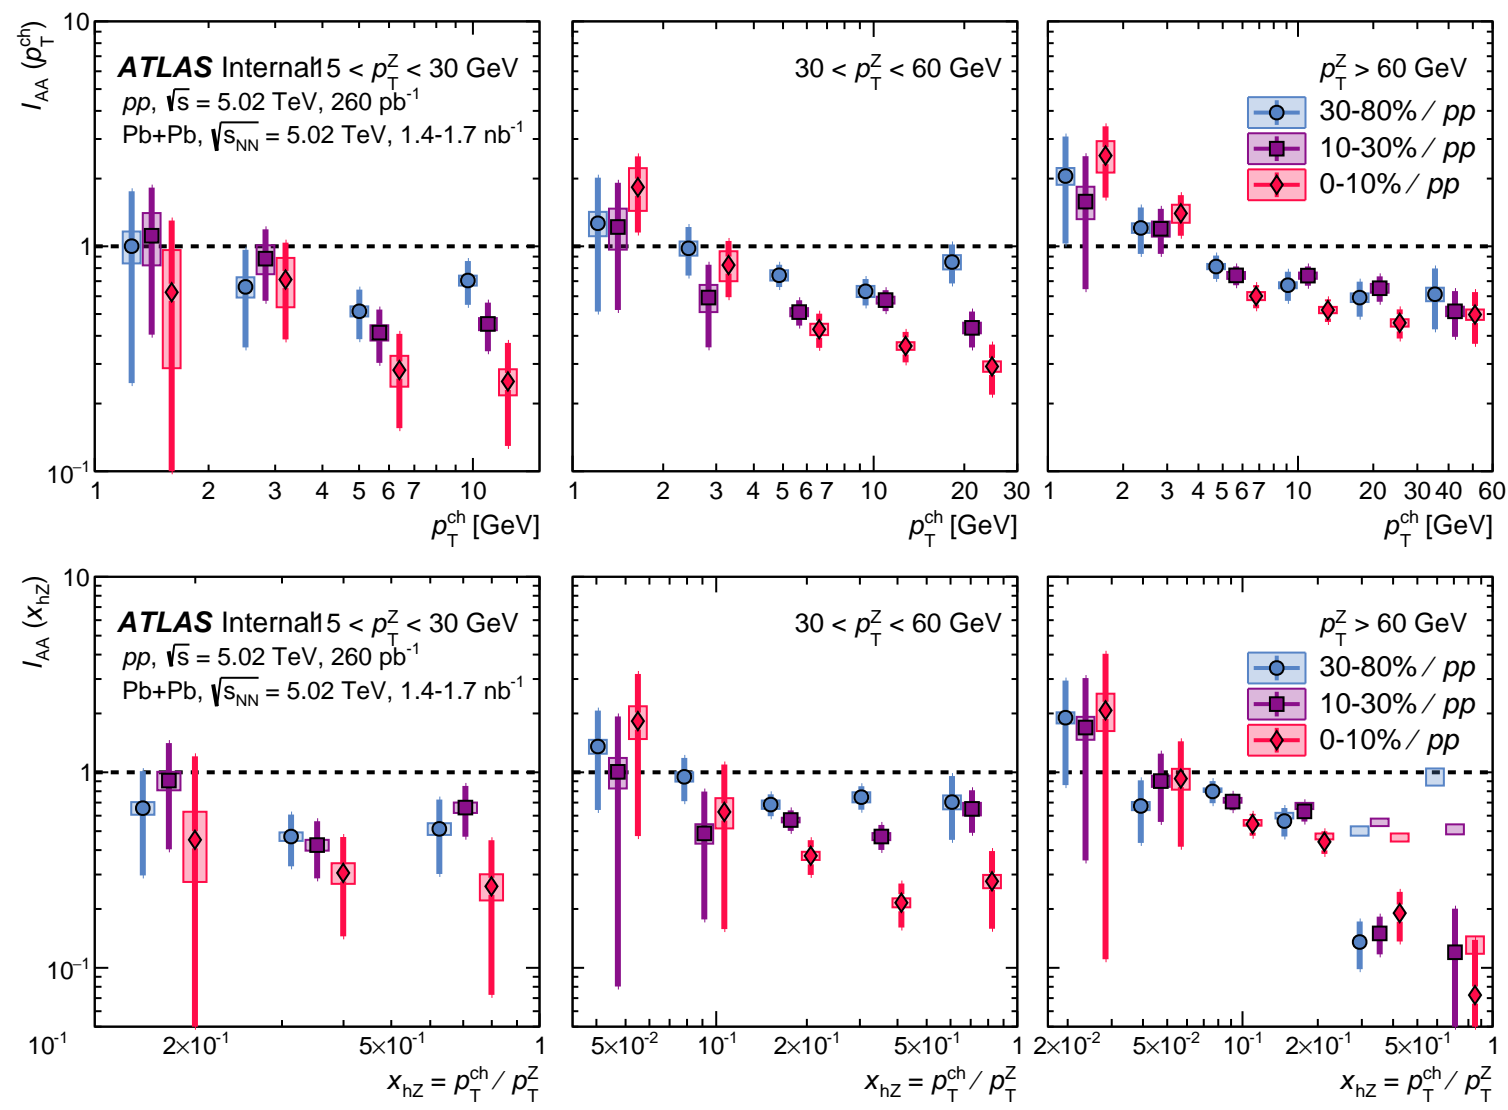 I_AA (p_T^ch)
10
1
10⁻¹
ATLAS Internal 15 < p_T^Z < 30 GeV
pp, √s = 5.02 TeV, 260 pb⁻¹
Pb+Pb, √s_NN = 5.02 TeV, 1.4-1.7 nb⁻¹
30 < p_T^Z < 60 GeV
p_T^Z > 60 GeV
30-80% / pp
10-30% / pp
0-10% / pp
1 2 3 4 5 6 7 10
p_T^ch [GeV]
1 2 3 4 5 6 7 10 20 30
p_T^ch [GeV]
1 2 3 4 5 6 7 10 20 30 40 60
p_T^ch [GeV]
I_AA (x_hZ)
10
1
10⁻¹
ATLAS Internal 15 < p_T^Z < 30 GeV
pp, √s = 5.02 TeV, 260 pb⁻¹
Pb+Pb, √s_NN = 5.02 TeV, 1.4-1.7 nb⁻¹
30 < p_T^Z < 60 GeV
p_T^Z > 60 GeV
30-80% / pp
10-30% / pp
0-10% / pp
10⁻¹ 2×10⁻¹ 5×10⁻¹ 1
x_hZ = p_T^ch / p_T^Z
5×10⁻² 10⁻¹ 2×10⁻¹ 5×10⁻¹ 1
x_hZ = p_T^ch / p_T^Z
2×10⁻² 5×10⁻² 10⁻¹ 2×10⁻¹ 5×10⁻¹ 1
x_hZ = p_T^ch / p_T^Z